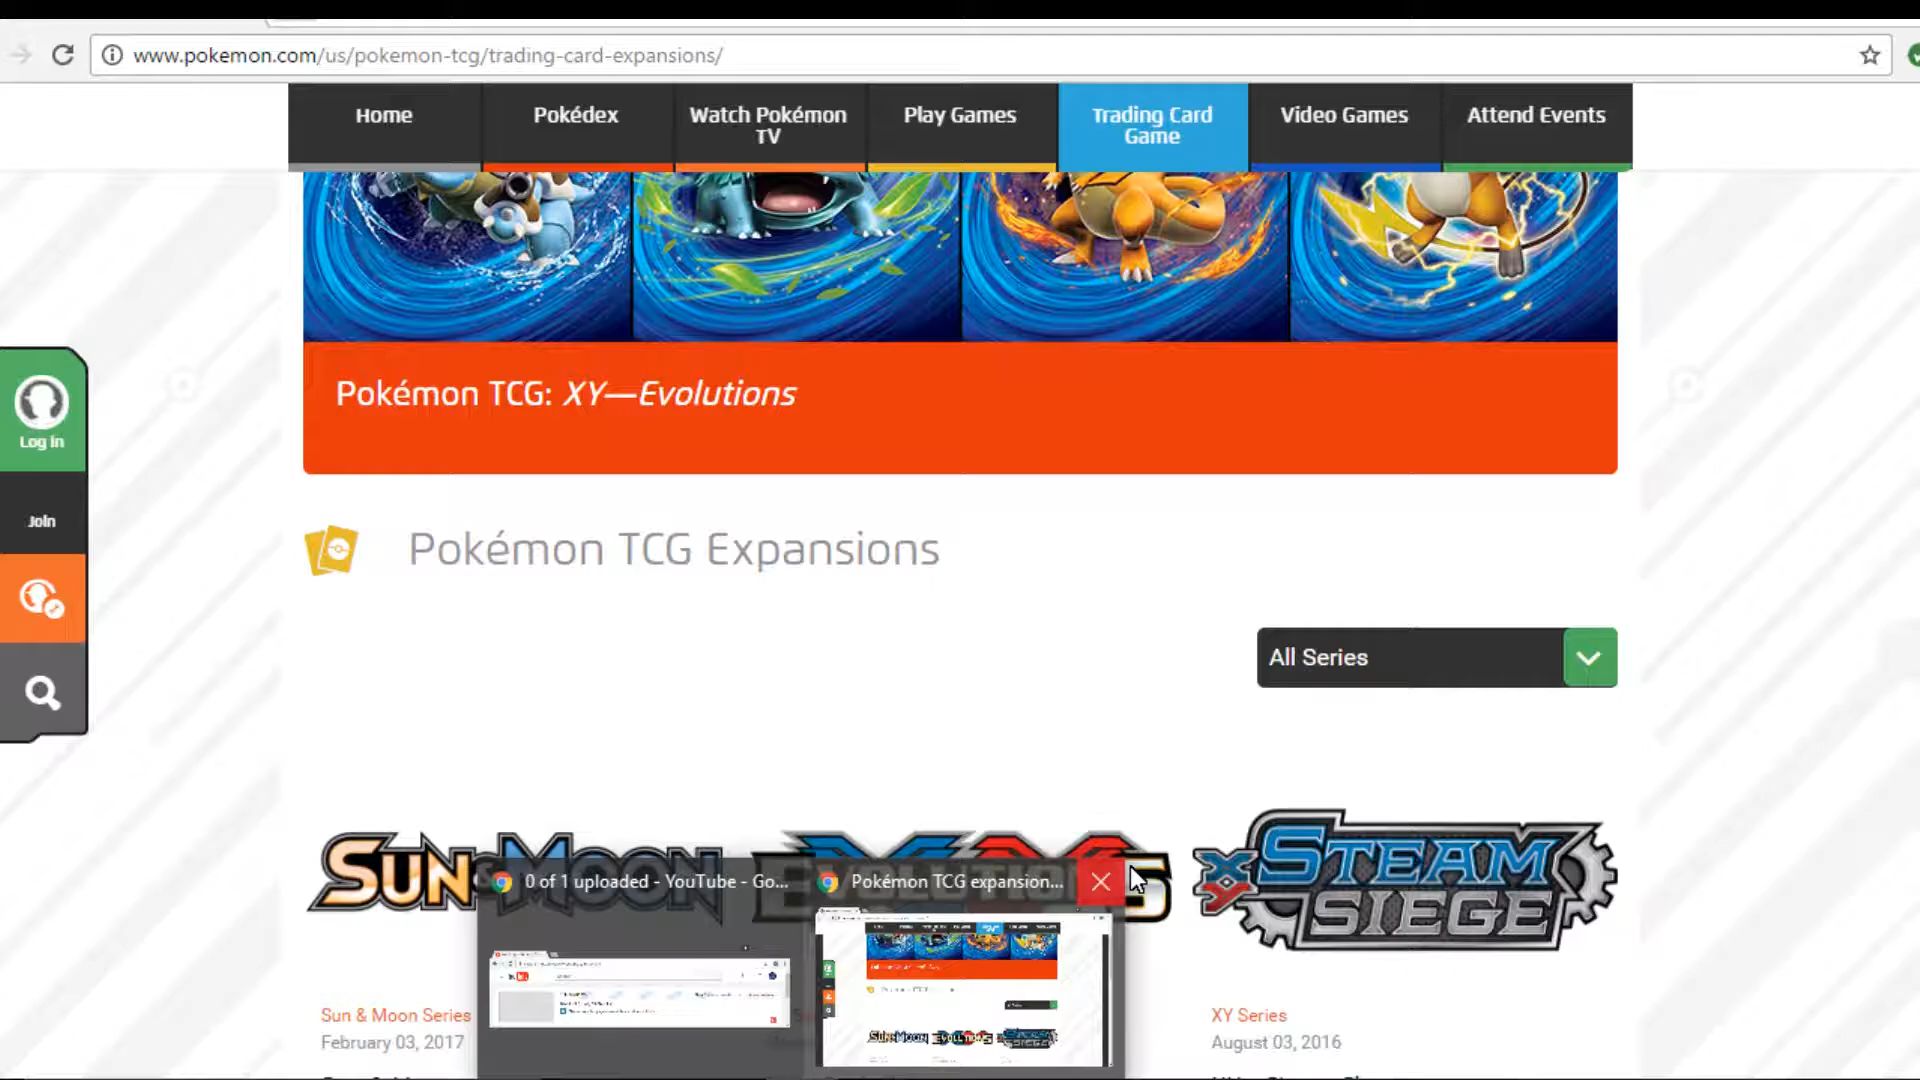 www.pokemon.com/us/pokemon-tcg/trading-card-expansions/
Home
Pokédex
Watch Pokémon
TV
Play Games
Trading Card
Game
Video Games
Attend Events
Pokémon TCG: XY—Evolutions
Log In
Join
Pokémon TCG Expansions
All Series
SUN MOON
XY STEAM
SIEGE
0 of 1 uploaded - YouTube - Go...
Pokémon TCG expansion...
Sun & Moon Series
February 03, 2017
XY Series
August 03, 2016